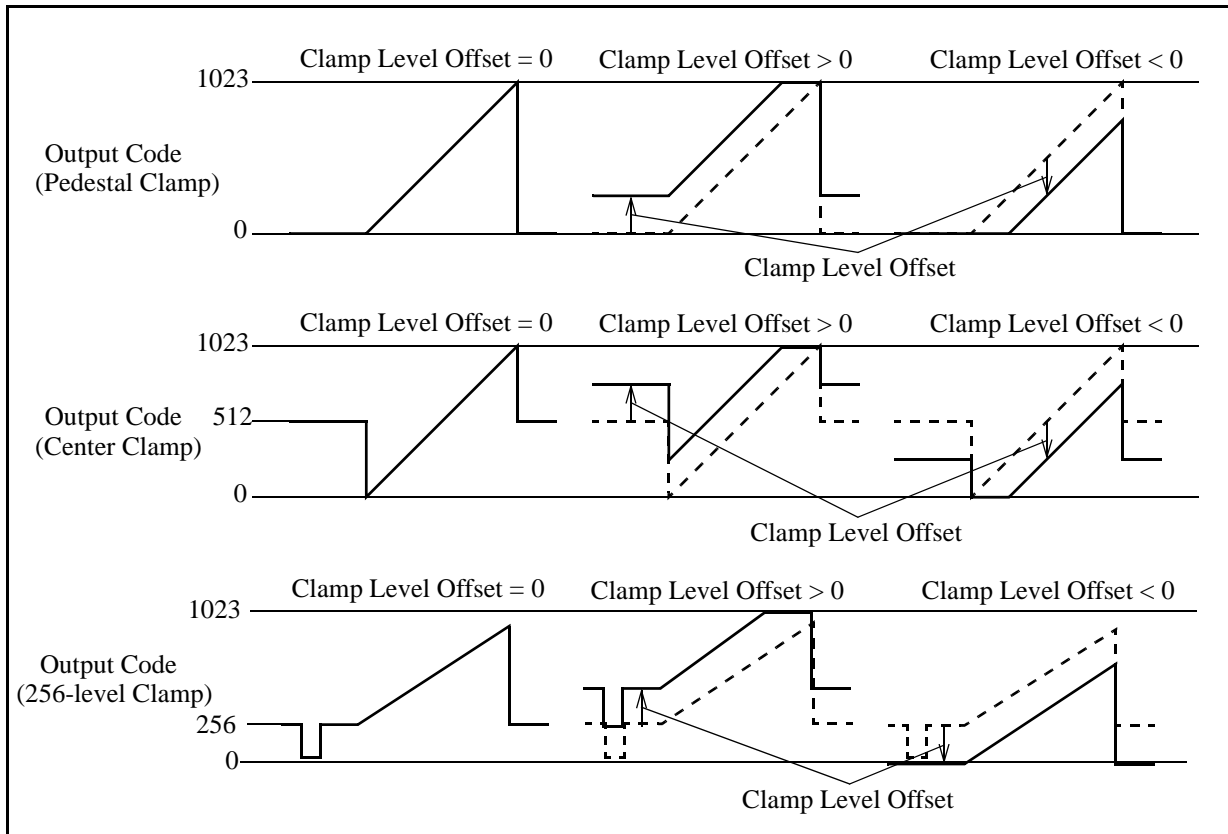 Clamp Level Offset = 0
Clamp Level Offset > 0
Clamp Level Offset < 0
1023
Output Code
(Pedestal Clamp)
0
Clamp Level Offset
Clamp Level Offset = 0
Clamp Level Offset > 0
Clamp Level Offset < 0
1023
Output Code
(Center Clamp)
512
0
Clamp Level Offset
Clamp Level Offset = 0
Clamp Level Offset > 0
Clamp Level Offset < 0
1023
Output Code
(256-level Clamp)
256
0
Clamp Level Offset